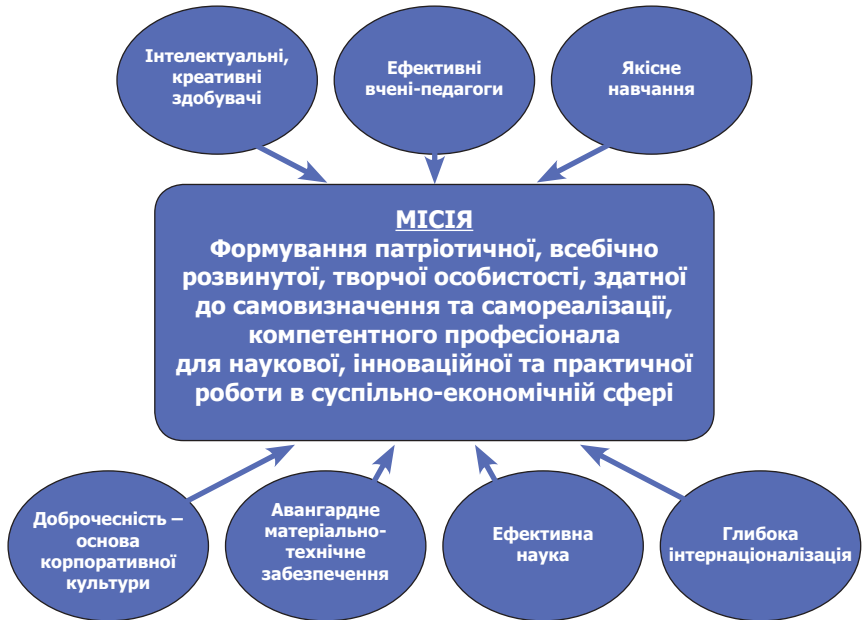 Інтелектуальні,
креативні
здобувачі
Ефективні
вчені-педагоги
Якісне
навчання
МІСІЯ
Формування патріотичної, всебічно
розвинутої, творчої особистості, здатної
до самовизначення та самореалізації,
компетентного професіонала
для наукової, інноваційної та практичної
роботи в суспільно-економічній сфері
Доброчесність –
основа
корпоративної
культури
Авангардне
матеріально-
технічне
забезпечення
Ефективна
наука
Глибока
інтернаціоналізація